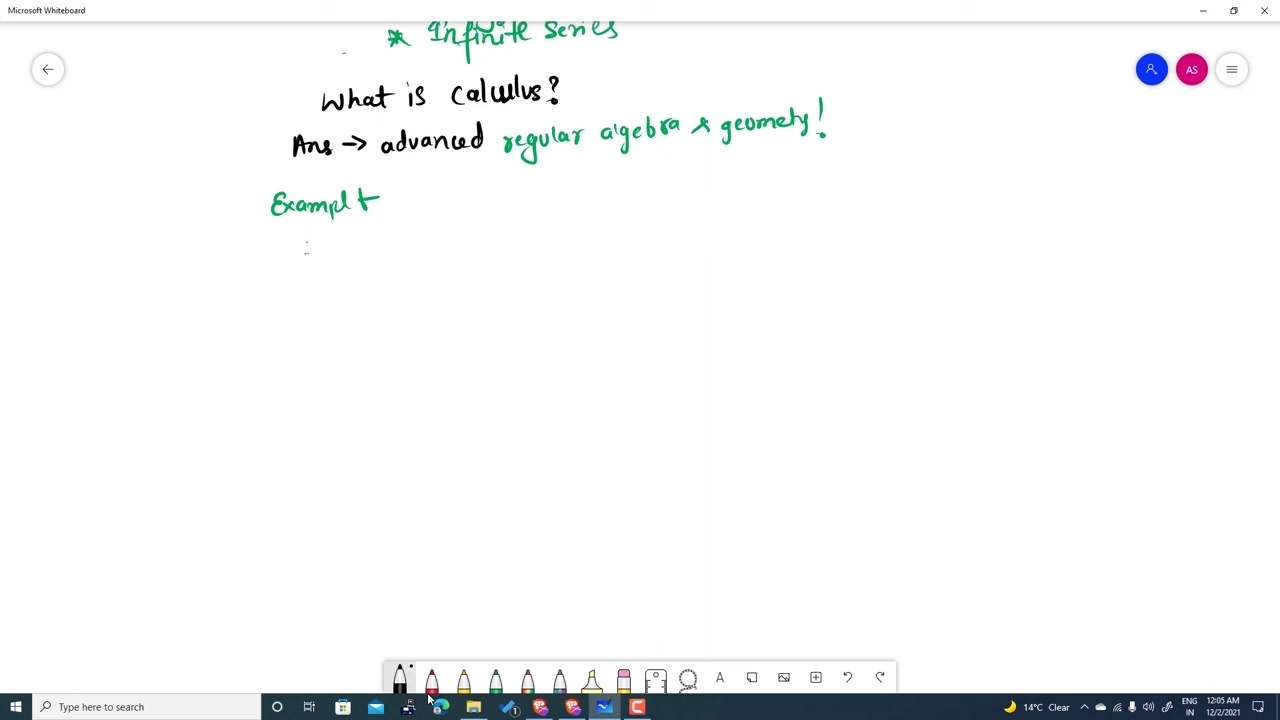 Microsoft Whiteboard
* Infinite Series
AS
What is Calculus?
Ans → advanced regular algebra & geometry!
Example
A
Type here to search
14°C Clear
ENG
IN
12:05 AM
12/2/2021